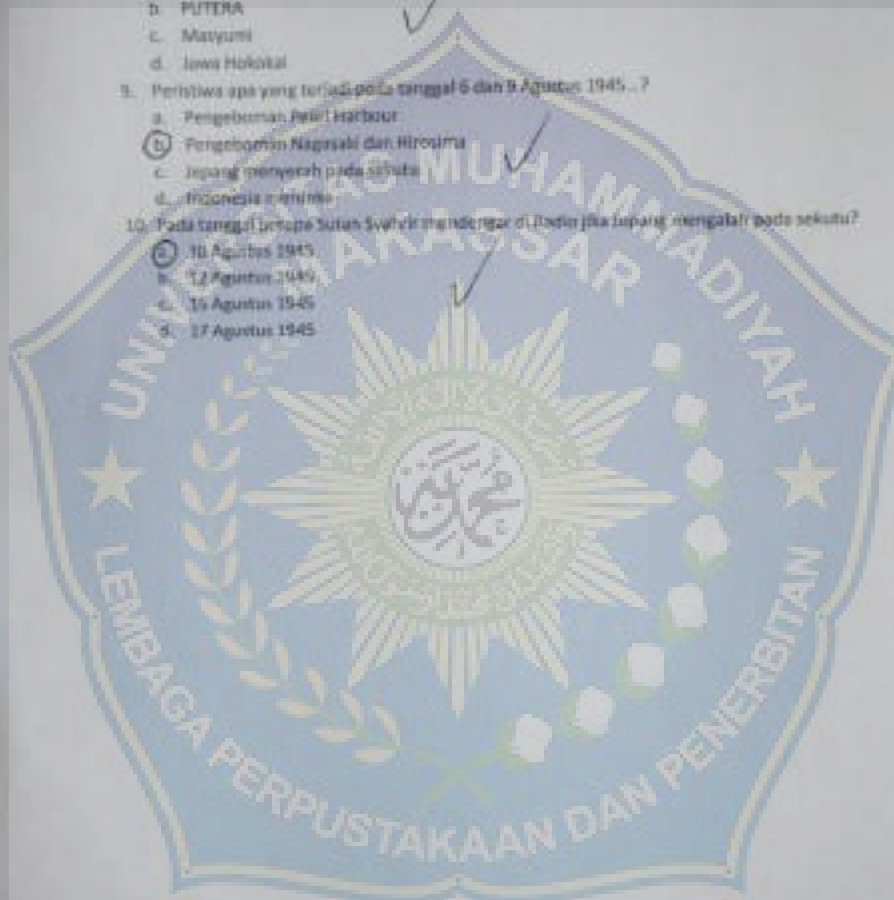 b. PUTERA
c. Masyumi
d. Jawa Hokokai
9. Peristiwa apa yang terjadi pada tanggal 6 dan 9 Agustus 1945..?
a. Pengeboman Pearl Harbour
b. Pengeboman Nagasaki dan Hirosima
c. Jepang menyerah pada sekutu
d. Indonesia
10. Pada tanggal berapa Sutan Syahrir mendengar di Radio jika Jepang mengalah pada sekutu?
a. 10 Agustus 1945
b. 12 Agustus 1945
c. 15 Agustus 1945
d. 17 Agustus 1945
UNIVERSITAS MUHAMMADIYAH
MAKASSAR
محمدية
LEMBAGA PERPUSTAKAAN DAN PENERBITAN